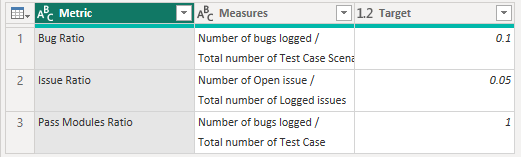 ABC Metric ABC Measures 1.2 Target
1 Bug Ratio Number of bugs logged / 0.1
Total number of Test Case Scena
2 Issue Ratio Number of Open issue / 0.05
Total number of Logged issues
3 Pass Modules Ratio Number of bugs logged / 1
Total number of Test Case